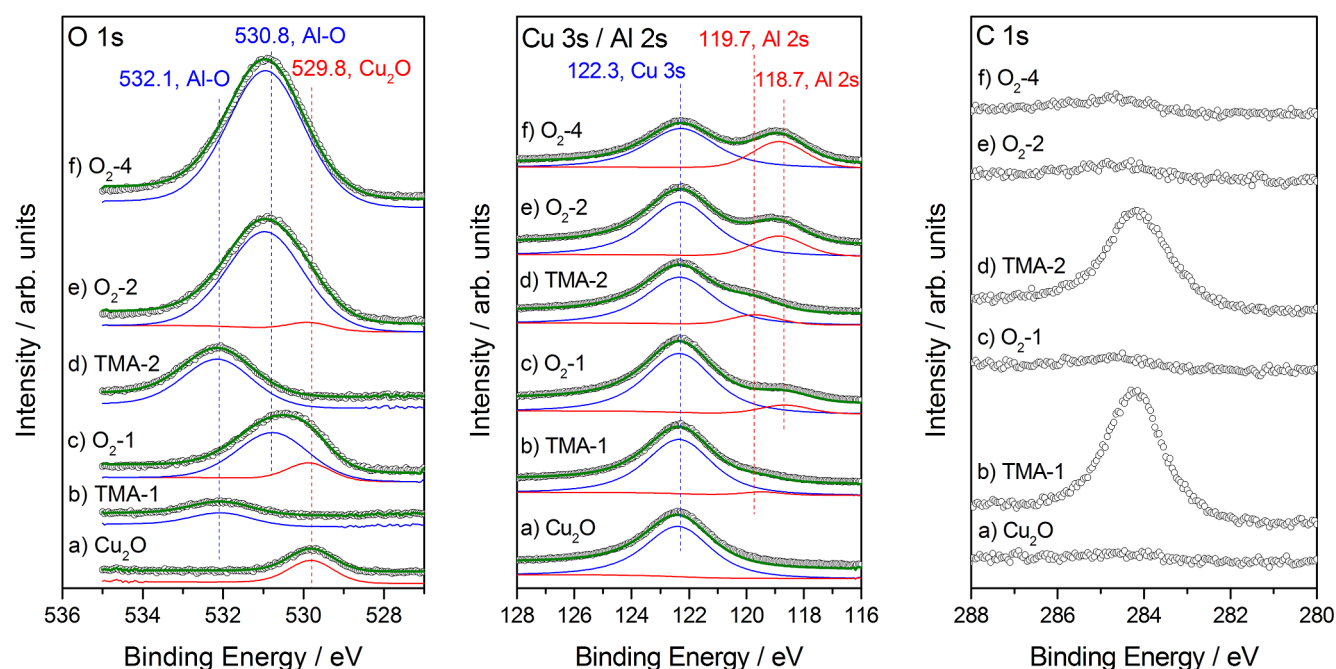 O 1s
530.8, Al-O
532.1, Al-O
529.8, Cu₂O
f) O₂-4
e) O₂-2
d) TMA-2
c) O₂-1
b) TMA-1
a) Cu₂O
Intensity / arb. units
536
534
532
530
528
Binding Energy / eV
Cu 3s / Al 2s
119.7, Al 2s
122.3, Cu 3s
118.7, Al 2s
f) O₂-4
e) O₂-2
d) TMA-2
c) O₂-1
b) TMA-1
a) Cu₂O
Intensity / arb. units
128
126
124
122
120
118
116
Binding Energy / eV
C 1s
f) O₂-4
e) O₂-2
d) TMA-2
c) O₂-1
b) TMA-1
a) Cu₂O
Intensity / arb. units
288
286
284
282
280
Binding Energy / eV